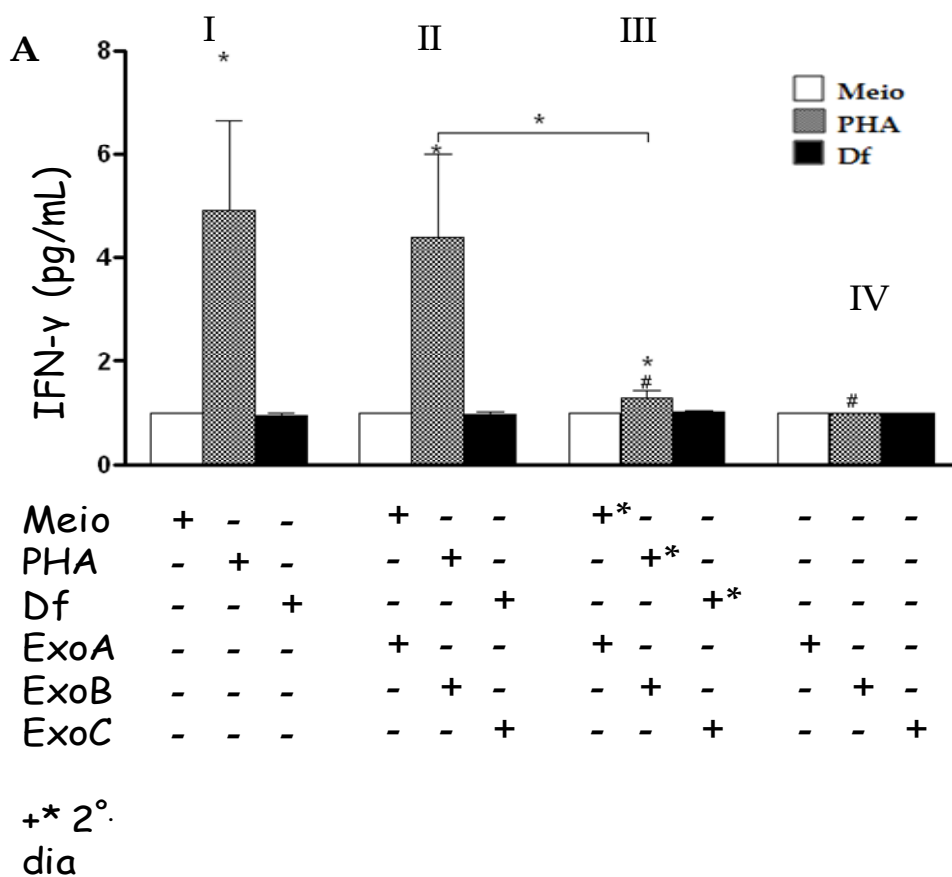 A
I
II
III
IV
*
*
*
*
#
#
8
6
4
2
0
IFN-γ (pg/mL)
Meio
PHA
Df
Meio + - - + - - +* - - - - -
PHA - + - - + - - +* - - - -
Df - - + - - + - - +* - - -
ExoA - - - + - - + - - + - -
ExoB - - - - + - - + - - + -
ExoC - - - - - + - - + - - +
+* 2°.
dia